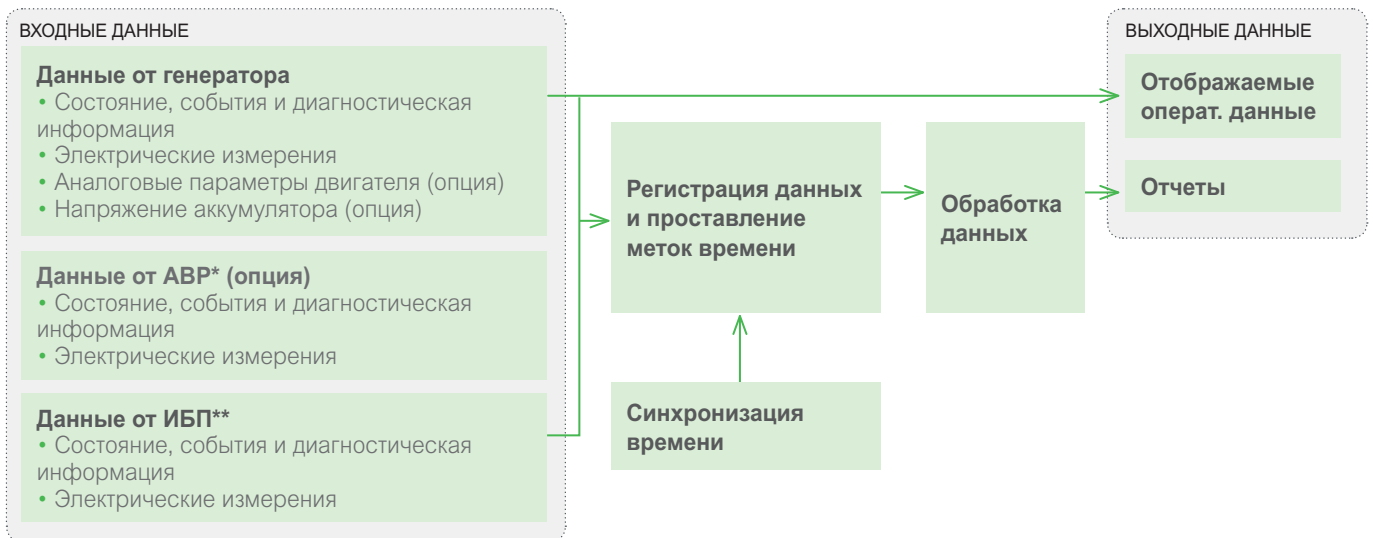 ВХОДНЫЕ ДАННЫЕ
Данные от генератора
• Состояние, события и диагностическая
информация
• Электрические измерения
• Аналоговые параметры двигателя (опция)
• Напряжение аккумулятора (опция)
Данные от АВР* (опция)
• Состояние, события и диагностическая
информация
• Электрические измерения
Данные от ИБП**
• Состояние, события и диагностическая
информация
• Электрические измерения
Регистрация данных
и проставление
меток времени
Синхронизация
времени
Обработка
данных
ВЫХОДНЫЕ ДАННЫЕ
Отображаемые
операт. данные
Отчеты